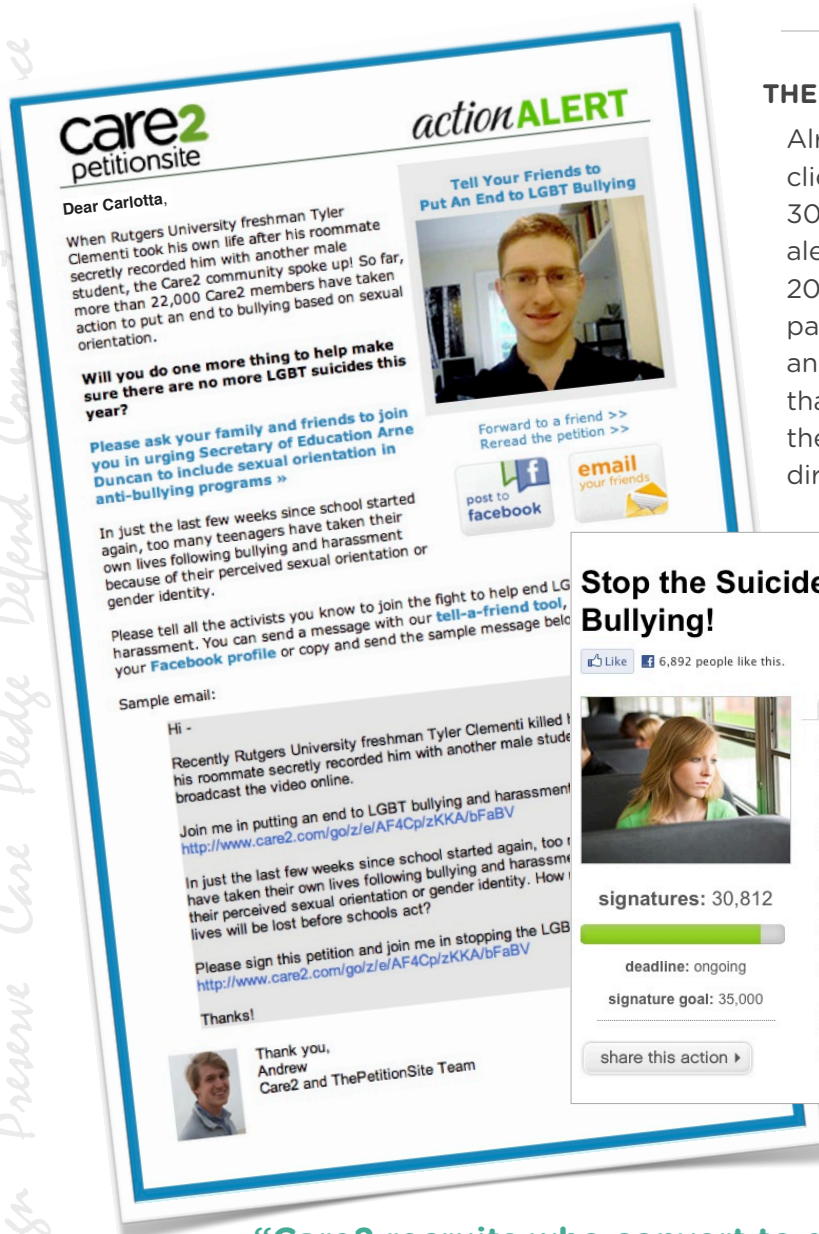 care2
petitionsite
actionALERT
Dear Carlotta,
When Rutgers University freshman Tyler
Clementi took his own life after his roommate
secretly recorded him with another male
student, the Care2 community spoke up! So far,
more than 22,000 Care2 members have taken
action to put an end to bullying based on sexual
orientation.
Will you do one more thing to help make
sure there are no more LGBT suicides this
year?
Please ask your family and friends to join
you in urging Secretary of Education Arne
Duncan to include sexual orientation in
anti-bullying programs »
In just the last few weeks since school started
again, too many teenagers have taken their
own lives following bullying and harassment
because of their perceived sexual orientation or
gender identity.
Tell Your Friends to
Put An End to LGBT Bullying
Forward to a friend >>
Reread the petition >>
post to
facebook
email
your friends
Please tell all the activists you know to join the fight to help end LG
harassment. You can send a message with our tell-a-friend tool,
your Facebook profile or copy and send the sample message belo
Sample email:
Hi -
Recently Rutgers University freshman Tyler Clementi killed
his roommate secretly recorded him with another male stude
broadcast the video online.
Join me in putting an end to LGBT bullying and harassment
http://www.care2.com/go/z/e/AF4Cp/zKKA/bFaBV
In just the last few weeks since school started again, too
have taken their own lives following bullying and harassme
their perceived sexual orientation or gender identity. How
lives will be lost before schools act?
Please sign this petition and join me in stopping the LGB
http://www.care2.com/go/z/e/AF4Cp/zKKA/bFaBV
Thanks!
Thank you,
Andrew
Care2 and ThePetitionSite Team
THE
Alr
clie
30
ale
20
pa
an
tha
the
dir
Stop the Suicide
Bullying!
Like 6,892 people like this.
signatures: 30,812
deadline: ongoing
signature goal: 35,000
share this action
Defend
Pledge
Care
Preserve